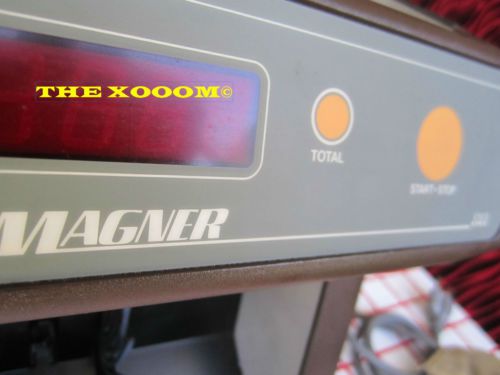 THE XOOOM©
TOTAL
START-STOP
MAGNER